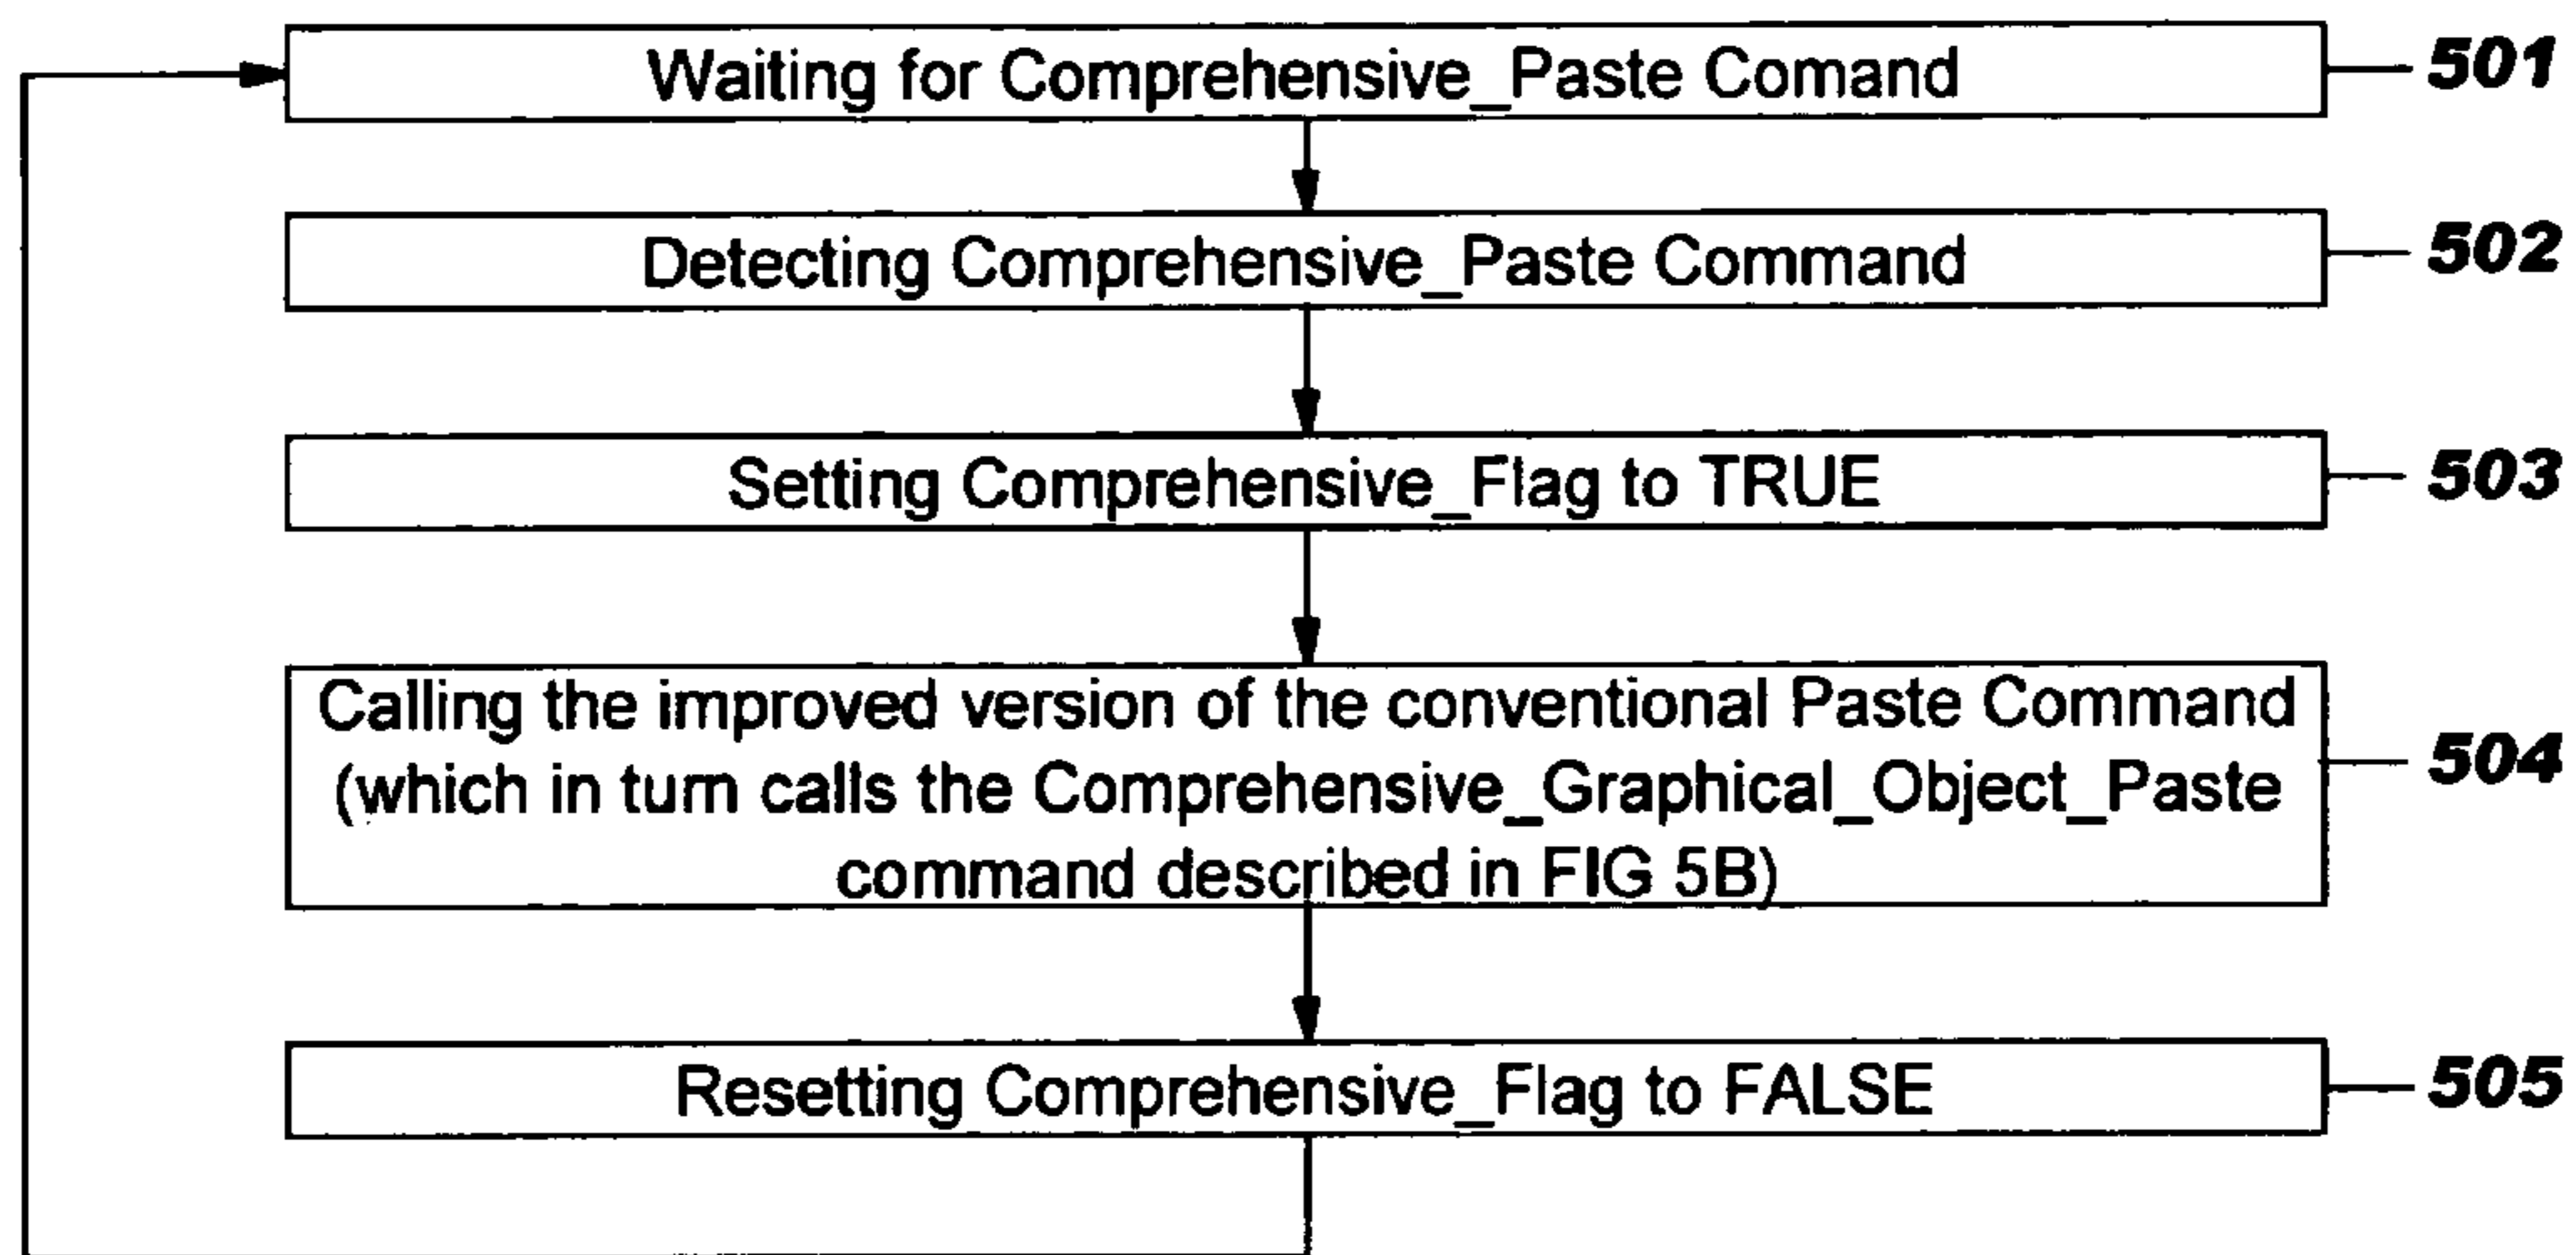 Waiting for Comprehensive_Paste Comand 501
Detecting Comprehensive_Paste Command 502
Setting Comprehensive_Flag to TRUE 503
Calling the improved version of the conventional Paste Command
(which in turn calls the Comprehensive_Graphical_Object_Paste 504
command described in FIG 5B)
Resetting Comprehensive_Flag to FALSE 505